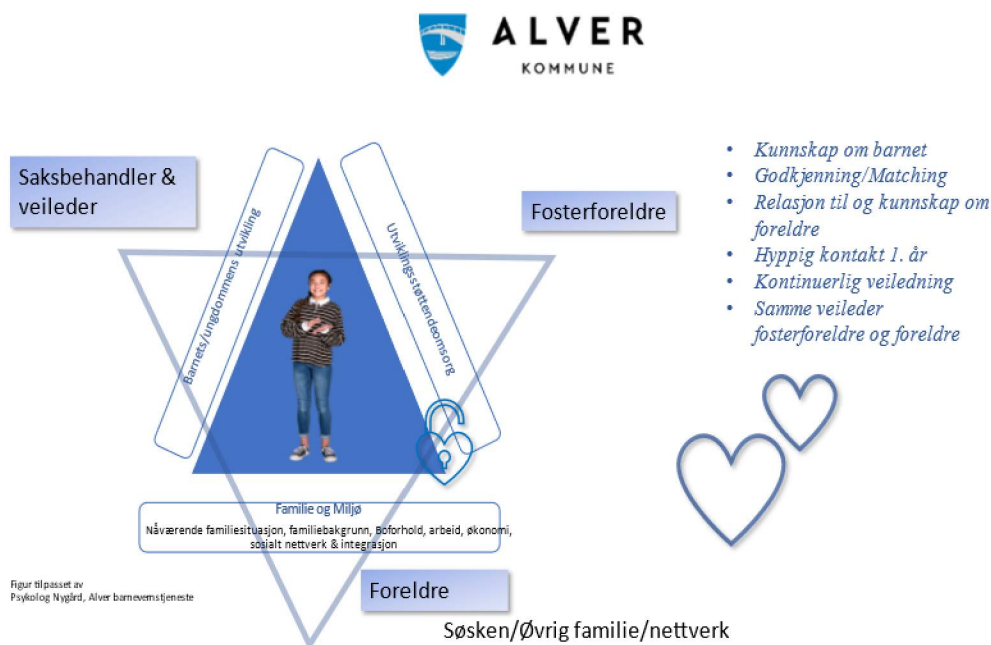 ALVER
KOMMUNE
Saksbehandler &
veileder
Barnets/ungdommens utvikling
Utviklingsstøttendeomsorg
Fosterforeldre
• Kunnskap om barnet
• Godkjenning/Matching
• Relasjon til og kunnskap om
foreldre
• Hyppig kontakt 1. år
• Kontinuerlig veiledning
• Samme veileder
fosterforeldre og foreldre
Familie og Miljø
Nåværende familiesituasjon, familiebakgrunn, Boforhold, arbeid, økonomi,
sosialt nettverk & integrasjon
Figur tilpasset av
Psykolog Nygård, Alver barnevernstjeneste
Foreldre
Søsken/Øvrig familie/nettverk